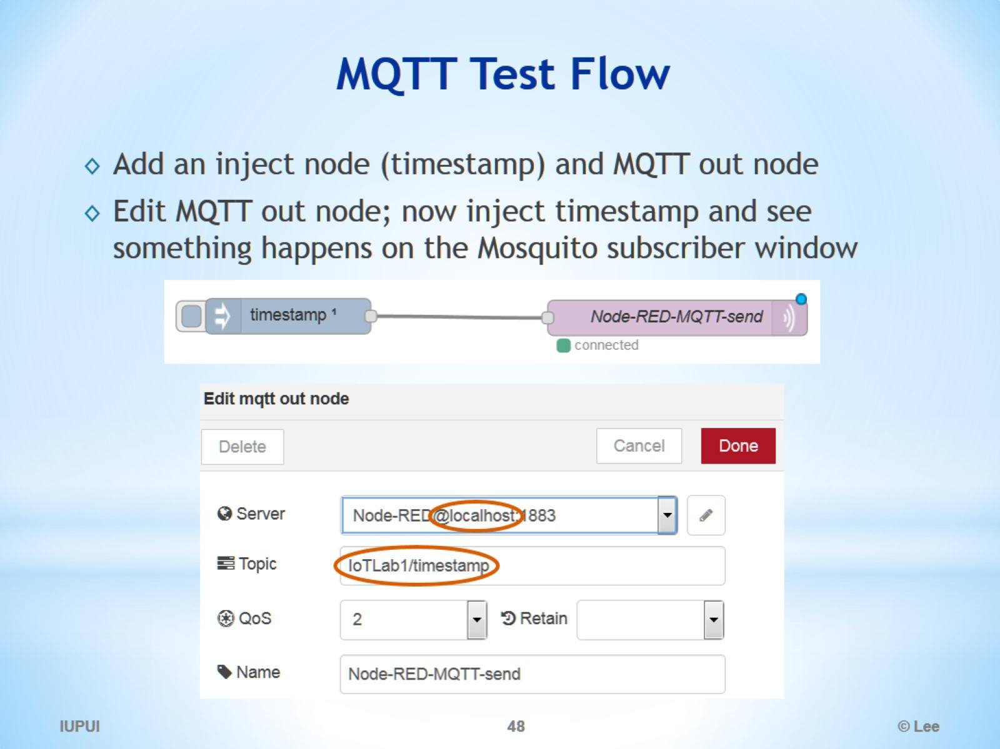 MQTT Test Flow
Add an inject node (timestamp) and MQTT out node
Edit MQTT out node; now inject timestamp and see
something happens on the Mosquito subscriber window
timestamp ¹
Node-RED-MQTT-send
connected
Edit mqtt out node
Delete
Cancel
Done
Server
Node-RED@localhost:1883
Topic
IoTLab1/timestamp
QoS
2
Retain
Name
Node-RED-MQTT-send
IUPUI
48
© Lee